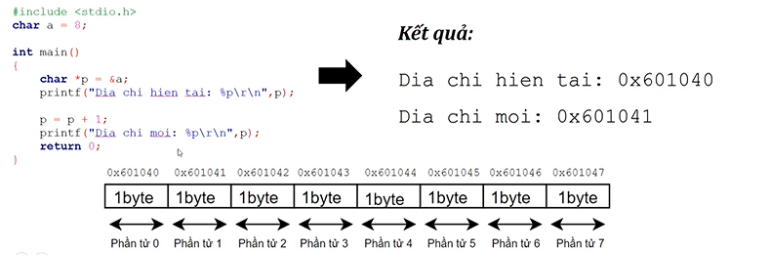 #include <stdio.h>
char a = 8;
int main()
{
char *p = &a;
printf("Dia chi hien tai: %p\r\n",p);
p = p + 1;
printf("Dia chi moi: %p\r\n",p);
return 0;
}
Kết quả:
Dia chi hien tai: 0x601040
Dia chi moi: 0x601041
0x601040 0x601041 0x601042 0x601043 0x601044 0x601045 0x601046 0x601047
1byte 1byte 1byte 1byte 1byte 1byte 1byte 1byte
Phần tử 0 Phần tử 1 Phần tử 2 Phần tử 3 Phần tử 4 Phần tử 5 Phần tử 6 Phần tử 7